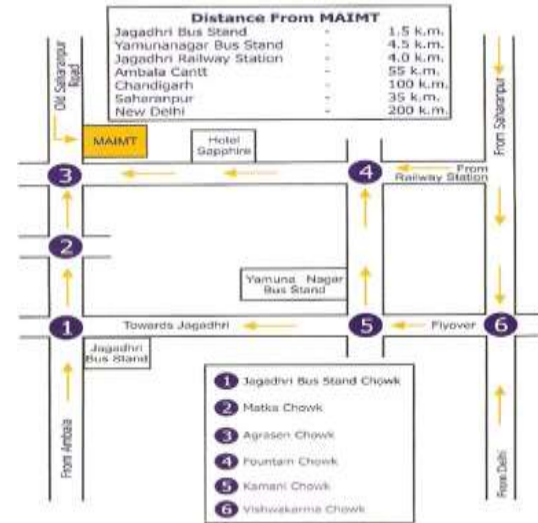 Distance From MAIMT
Jagadhri Bus Stand - 1.5 k.m.
Yamunanagar Bus Stand - 4.5 k.m.
Jagadhri Railway Station - 4.0 k.m.
Ambala Cantt - 55 k.m.
Chandigarh - 100 k.m.
Saharanpur - 35 k.m.
New Delhi - 200 k.m.
Old Saharanpur
Road
From Saharanpur
MAIMT
Hotel
Sapphire
3
4
From
Railway Station
2
Yamuna Nagar
Bus Stand
1
Towards Jagadhri
5
Flyover
6
Jagadhri
Bus Stand
From Ambala
From Delhi
1 Jagadhri Bus Stand Chowk
2 Matka Chowk
3 Agrasen Chowk
4 Fountain Chowk
5 Kamani Chowk
6 Vishwakarma Chowk